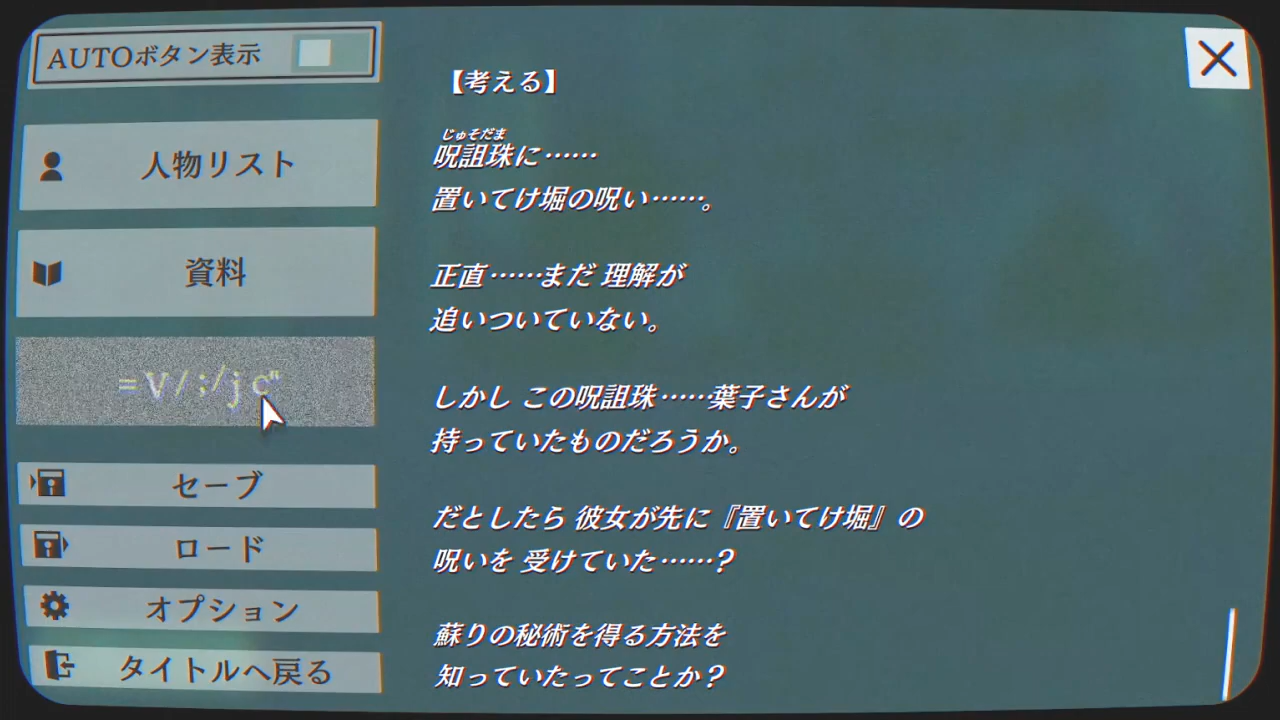 AUTOボタン表示
人物リスト
資料
=V/;/jc"
セーブ
ロード
オプション
タイトルへ戻る
【考える】
じゅそだま
呪詛珠に……
置いてけ堀の呪い……。
正直……まだ 理解が
追いついていない。
しかし この呪詛珠……葉子さんが
持っていたものだろうか。
だとしたら 彼女が先に『置いてけ堀』の
呪いを 受けていた……？
蘇りの秘術を得る方法を
知っていたってことか？